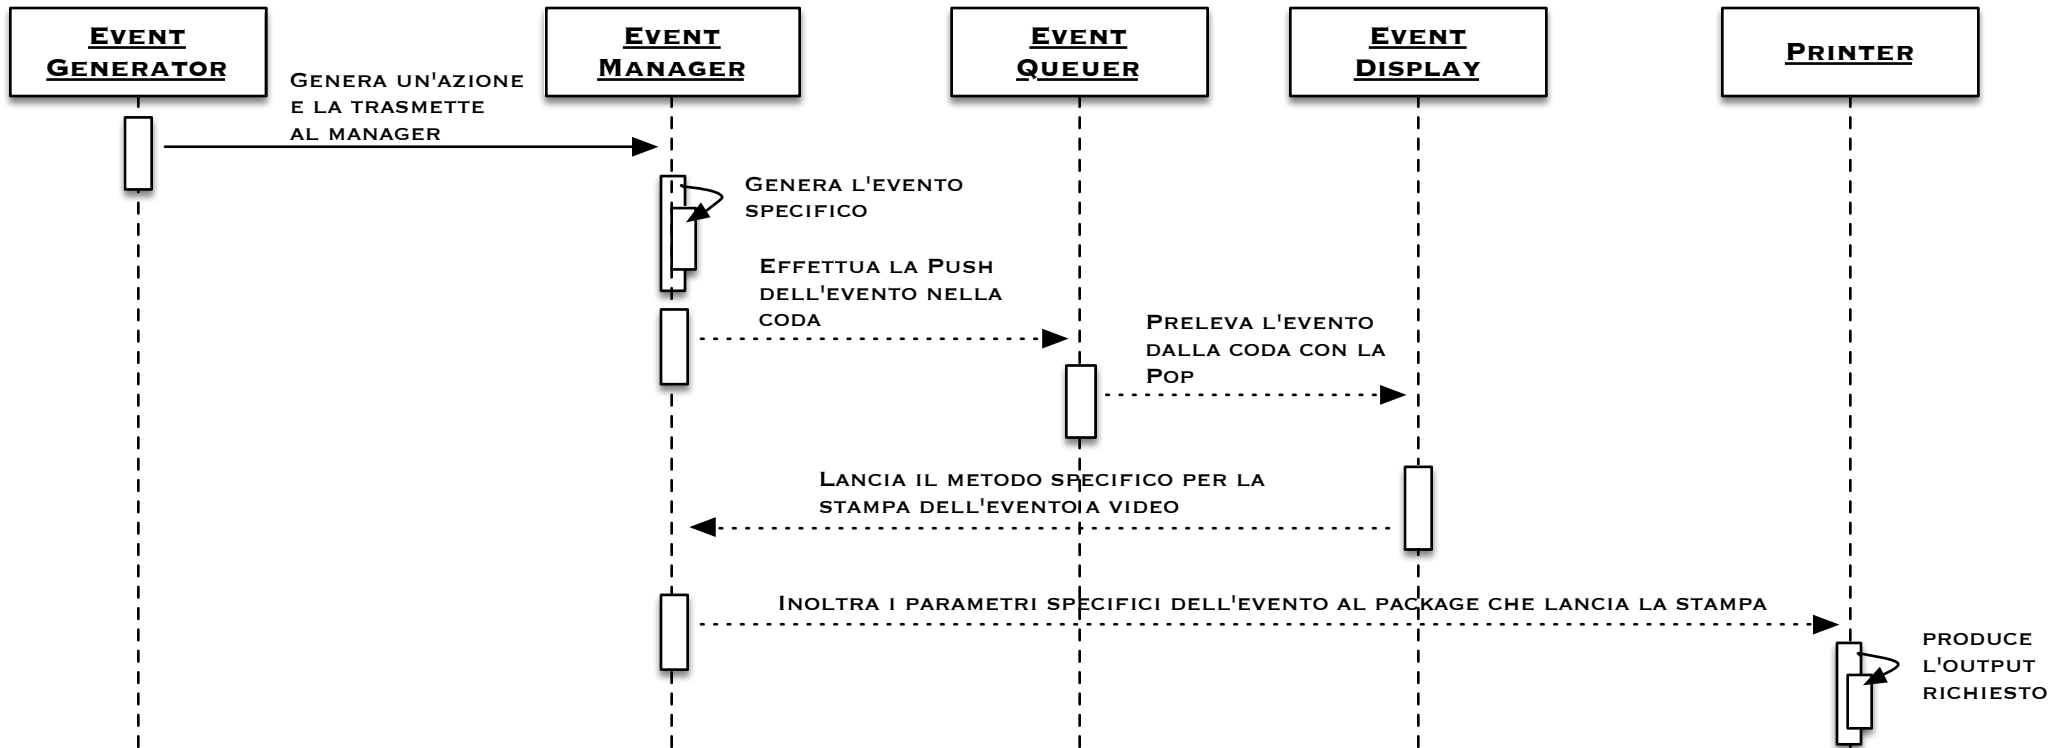 Event
Generator
Event
Manager
Event
Queuer
Event
Display
Printer
Genera un'azione
e la trasmette
al manager
Genera l'evento
specifico
Effettua la Push
dell'evento nella
coda
Preleva l'evento
dalla coda con la
Pop
Lancia il metodo specifico per la
stampa dell'evento a video
Inoltra i parametri specifici dell'evento al package che lancia la stampa
produce
l'output
richiesto